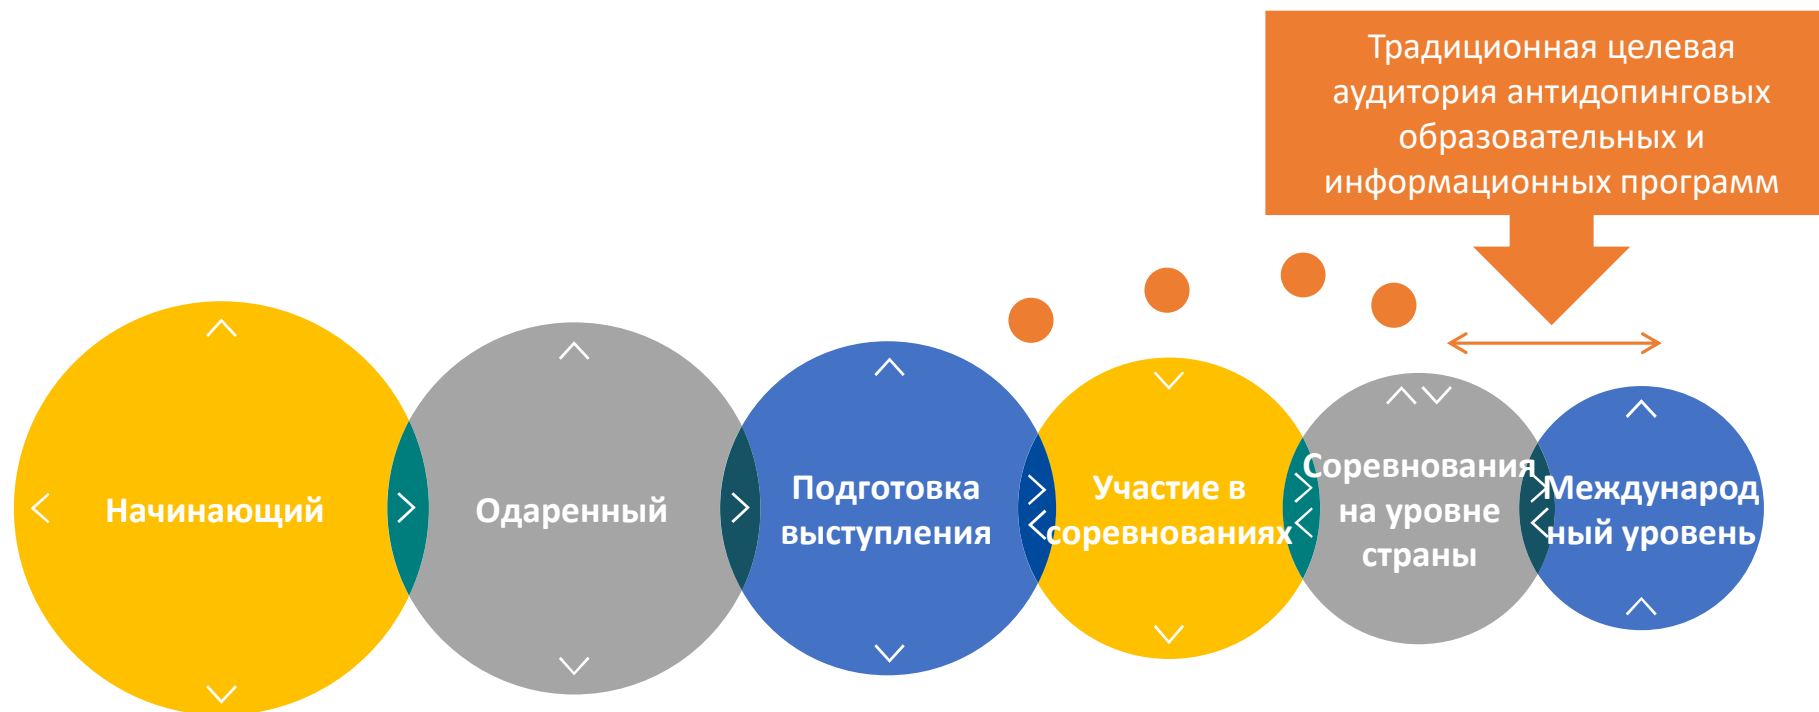 Традиционная целевая
аудитория антидопинговых
образовательных и
информационных программ
Начинающий
Одаренный
Подготовка
выступления
Участие в
соревнованиях
Соревнования
на уровне
страны
Международ
ный уровень